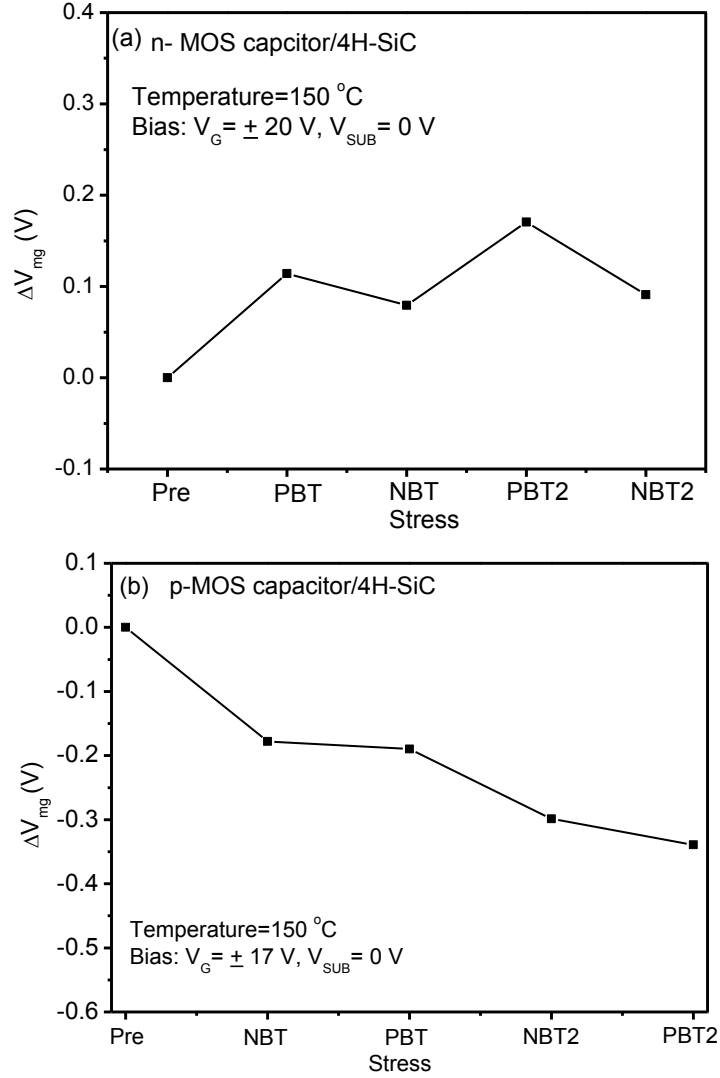 (a) n- MOS capcitor/4H-SiC
Temperature=150 °C
Bias: V_G= ± 20 V, V_SUB= 0 V
ΔV_mg (V)
0.4
0.3
0.2
0.1
0.0
-0.1
Pre PBT NBT PBT2 NBT2
Stress
(b) p-MOS capacitor/4H-SiC
ΔV_mg (V)
0.1
0.0
-0.1
-0.2
-0.3
-0.4
-0.5
-0.6
Temperature=150 °C
Bias: V_G= ± 17 V, V_SUB= 0 V
Pre NBT PBT NBT2 PBT2
Stress